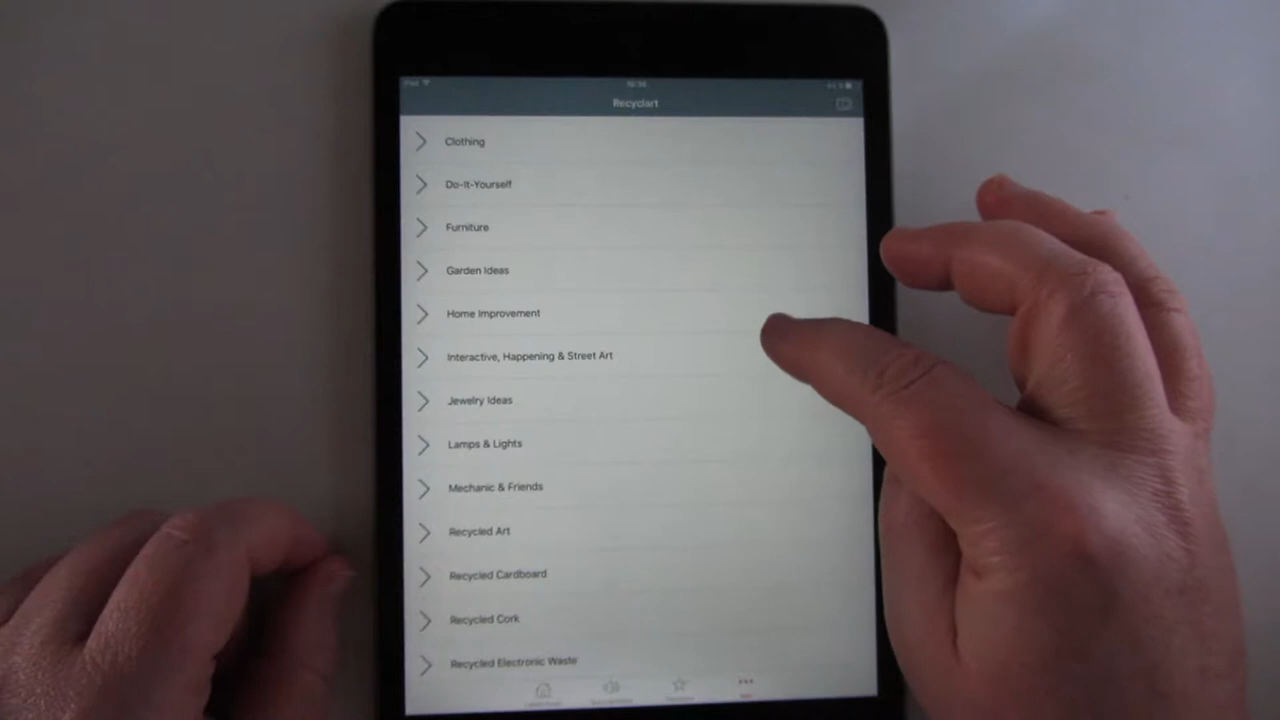 iPad
Recyclart
Clothing
Do-It-Yourself
Furniture
Garden Ideas
Home Improvement
Interactive, Happening & Street Art
Jewelry Ideas
Lamps & Lights
Mechanic & Friends
Recycled Art
Recycled Cardboard
Recycled Cork
Recycled Electronic Waste